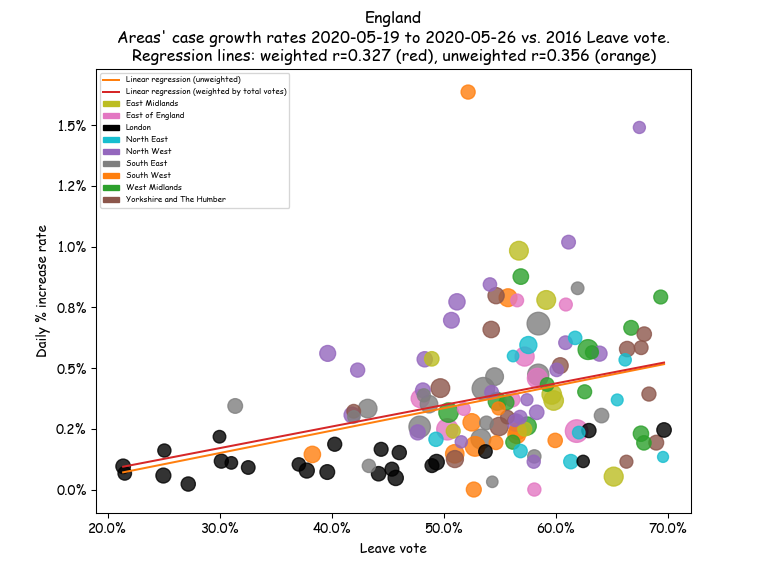 England
Areas' case growth rates 2020-05-19 to 2020-05-26 vs. 2016 Leave vote.
Regression lines: weighted r=0.327 (red), unweighted r=0.356 (orange)
Linear regression (unweighted)
Linear regression (weighted by total votes)
East Midlands
East of England
London
North East
North West
South East
South West
West Midlands
Yorkshire and The Humber
1.5%
1.2%
1.0%
0.8%
0.5%
0.2%
0.0%
Daily % increase rate
20.0% 30.0% 40.0% 50.0% 60.0% 70.0%
Leave vote